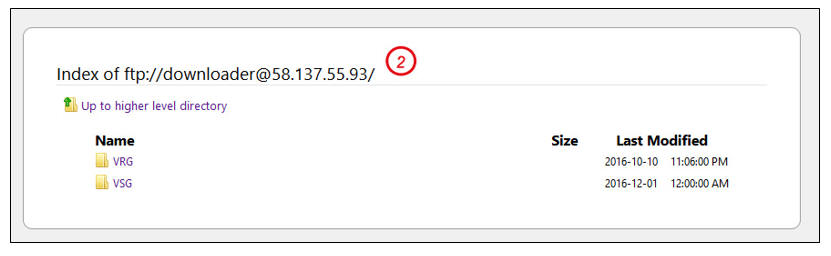 Index of ftp://downloader@58.137.55.93/ 2
Up to higher level directory
Name Size Last Modified
VRG 2016-10-10 11:06:00 PM
VSG 2016-12-01 12:00:00 AM